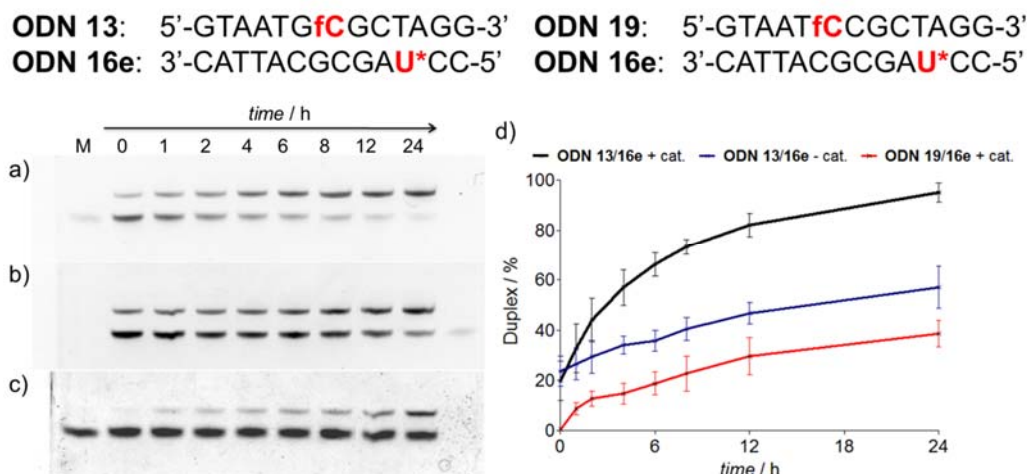 ODN 13: 5'-GTAATGfCGCTAGG-3'
ODN 16e: 3'-CATTACGCGAU*CC-5'
ODN 19: 5'-GTAATfCCGCTAGG-3'
ODN 16e: 3'-CATTACGCGAU*CC-5'
time / h
M 0 1 2 4 6 8 12 24
a)
b)
c)
d)
ODN 13/16e + cat. ODN 13/16e - cat. ODN 19/16e + cat.
Duplex / %
100
80
60
40
20
0
0 6 12 18 24
time / h